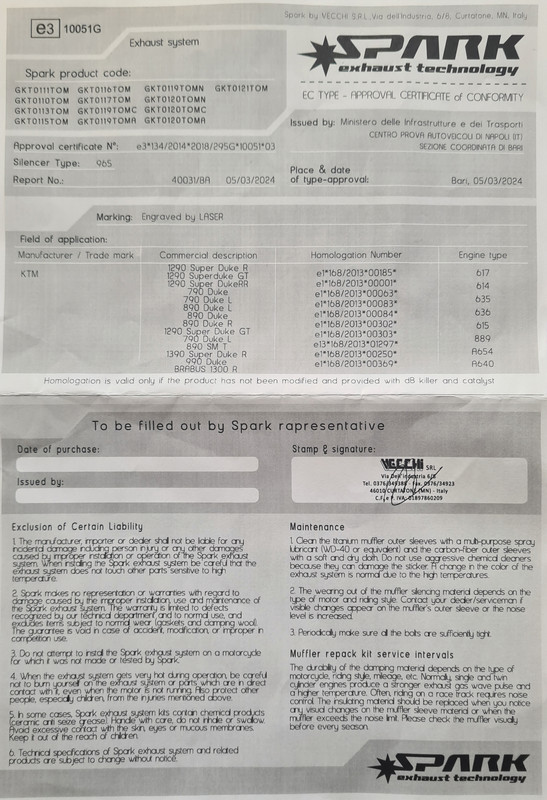 e3 10051G
Exhaust system
Spark by VECCHI S.R.L. Via dell'Industria, 6/8, Curtatone, MN, Italy
SPARK
exhaust technology
EC TYPE - APPROVAL CERTIFICATE of CONFORMITY
Spark product code:
GKT0111TOM GKT0116TOM GKT0119TOMN GKT0121TOM
GKT0110TOM GKT0117TOM GKT0120TOMN
GKT0113TOM GKT0119TOMC GKT0120TOMC
GKT0115TOM GKT0119TOMA GKT0120TOMA
Issued by: Ministero delle Infrastrutture e dei Trasporti
CENTRO PROVA AUTOVEICOLI DI NAPOLI (IT)
SEZIONE COORDINATA DI BARI
Approval certificate N°: e3*134/2014*2018/295G*10051*03
Silencer Type: 965
Report No.: 40031/BA 05/03/2024
Place & date
of type-approval: Bari, 05/03/2024
Marking: Engraved by LASER
Field of application:
Manufacturer / Trade mark Commercial description Homologation Number Engine type
KTM
1290 Super Duke R
1290 Superduke GT
1290 Super DukeRR
790 Duke
790 Duke L
890 Duke L
890 Duke
890 Duke R
1290 Super Duke GT
790 Duke L
890 SM T
1390 Super Duke R
990 Duke
BRABUS 1300 R
e1*168/2013*00185*
e1*168/2013*00001*
e1*168/2013*00063*
e1*168/2013*00083*
e1*168/2013*00084*
e1*168/2013*00302*
e1*168/2013*00303*
e13*168/2013*01297*
e1*168/2013*00250*
e1*168/2013*00369*
617
614
635
636
615
889
A654
A640
Homologation is valid only if the product has not been modified and provided with dB killer and catalyst
To be filled out by Spark rapresentative
Date of purchase:
Issued by:
Stamp & signature:
VECCHI SRL
Via Dell'Industria 6/8
Tel. 0376/349388 - Fax. 0376/34923
46010 CURTATONE (MN) - Italy
C.F. e P. IVA 01897860209
Exclusion of Certain Liability
1. The manufacturer, importer or dealer shall not be liable for any
incidental damage including person injury or any other damages
caused by improper installation or operation of the Spark exhaust
system. When installing the Spark exhaust be careful that the
exhaust system does not touch other parts sensitive to high
temperature.
2. Spark makes no representation or warranties with regard to
damage caused by the improper installation, use and maintenance of
the Spark exhaust system. The warranty is limited to defects
recognized by our technical department and to normal use, and
excludes items subject to normal wear (gaskets and damping wool).
The guarantee is void in case of accident, modification, or improper in
competition use.
3. Do not attempt to install the Spark exhaust system on a motorcycle
for which it was not made or tested by Spark.
4. When the exhaust system gets very hot during operation, be careful
not to burn yourself on the exhaust system or parts which are in direct
contact with it, even when the motor is not running. Also protect other
people, especially children, from the injuries mentioned above.
5. In some cases, Spark exhaust system kits contain chemical products
(ceramic anti seize grease). Handle with care, do not inhale or swallow.
Avoid excessive contact with the skin, eyes or mucous membranes.
Keep it out of the reach of children.
6. Technical specifications of Spark exhaust system and related
products are subject to change without notice.
Maintenance
1. Clean the titanium muffler outer sleeves with a multi-purpose spray
lubricant (WD-40 or equivalent) and the carbon-fiber outer sleeves
with a soft and dry cloth. Do not use aggressive chemical cleaners
because they can damage the sticker. A change in the color of the
exhaust system is normal due to the high temperatures.
2. The wearing out of the muffler silencing material depends on the
type of motor and riding style. Contact your dealer/serviceman if
visible changes appear on the muffler's outer sleeve or the noise
level is increased.
3. Periodically make sure all the bolts are sufficiently tight.
Muffler repack kit service intervals
The durability of the damping material depends on the type of
motorcycle, riding style, mileage, etc. Normally, single and twin
cylinder engines produce a stronger exhaust gas wave pulse and
a higher temperature. Often, riding on a race track requires noise
control. The insulating material should be replaced when you notice
any visual changes on the muffler sleeve material or when the
muffler exceeds the noise limit. Please check the muffler visually
before every season.
SPARK
exhaust technology